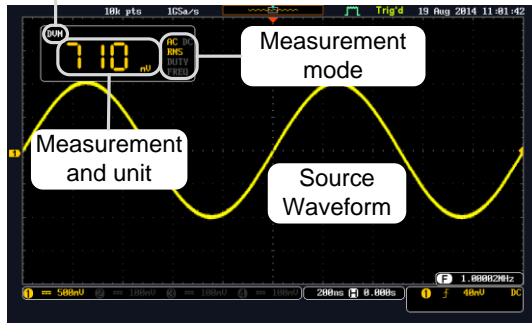 10k pts 1GSa/s Trig'd 19 Aug 2014 11:01:42
DVM
710 mV
AC DC
RMS
DUTY
FREQ
Measurement
mode
Measurement
and unit
Source
Waveform
1
F 1.00002MHz
1 500mV 2 100mV 3 100mV 4 100mV 200ns H 0.000s 1 40mV DC